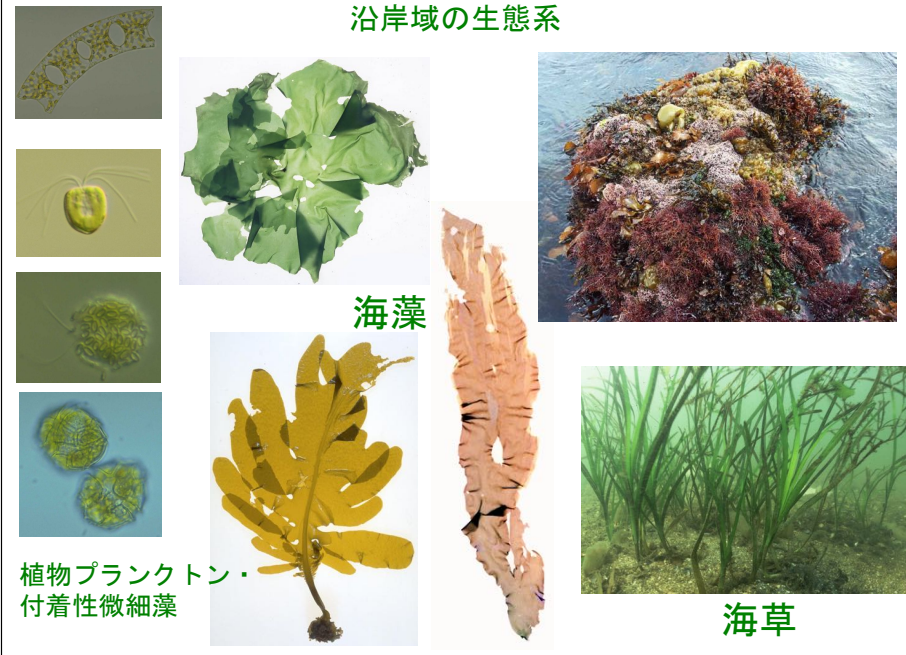 沿岸域の生態系
海藻
植物プランクトン・
付着性微細藻
海草